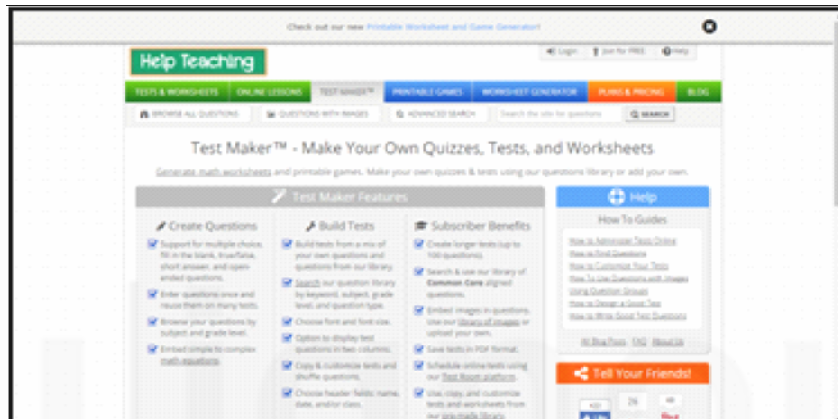 Check out our new Printable Worksheet and Game Generator!
Help Teaching
Login Join for FREE Help
TESTS & WORKSHEETS ONLINE LESSONS TEST MAKER™ PRINTABLE GAMES WORKSHEET GENERATOR PLANS & PRICING BLOG
BROWSE ALL QUESTIONS QUESTIONS WITH IMAGES ADVANCED SEARCH Search the site for questions SEARCH
Test Maker™ - Make Your Own Quizzes, Tests, and Worksheets
Generate math worksheets and printable games. Make your own quizzes & tests using our questions library or add your own.
Test Maker Features
Create Questions
Support for multiple choice,
fill in the blank, true/false,
short answer, and open-
ended questions.
Enter questions once and
reuse them on many tests.
Browse your questions by
subject and grade level.
Embed simple to complex
math equations.
Build Tests
Build tests from a mix of
your own questions and
questions from our library.
Search our question library
by keyword, subject, grade
level, and question type.
Choose font and font size.
Option to display test
questions in two columns.
Copy & customize tests and
shuffle questions.
Choose header fields: name,
date, and/or class.
Subscriber Benefits
Create longer tests (up to
100 questions).
Search & use our library of
Common Core aligned
questions.
Embed images in questions.
Use our library of images or
upload your own.
Save tests in PDF format.
Schedule online tests using
our Test Room platform.
Use, copy, and customize
tests and worksheets from
our pre-made library.
Help
How To Guides
How to Administer Tests Online
How to Find Questions
How to Customize Your Tests
How To Use Questions with Images
Using Question Groups
How to Design a Good Test
How to Write Good Test Questions
All Blog Posts FAQ About Us
Tell Your Friends!